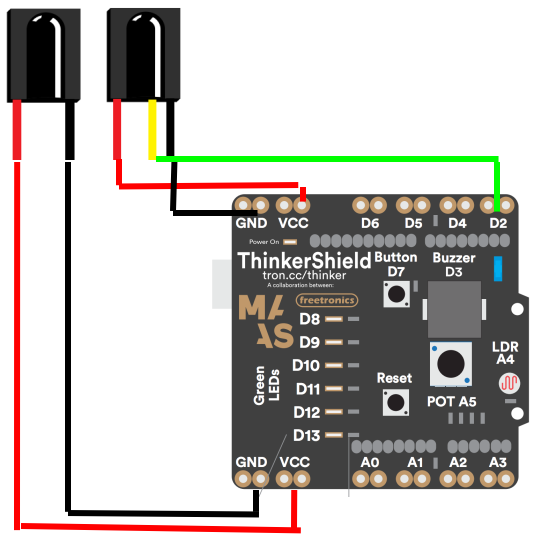 GND VCC D6 D5 D4 D2
Power On
ThinkerShield
tron.cc/thinker
A collaboration between:
MA
AS
freetronics
Button
D7
Buzzer
D3
D8
D9
D10
D11
D12
D13
Green
LEDs
Reset
LDR
A4
POT A5
GND VCC A0 A1 A2 A3